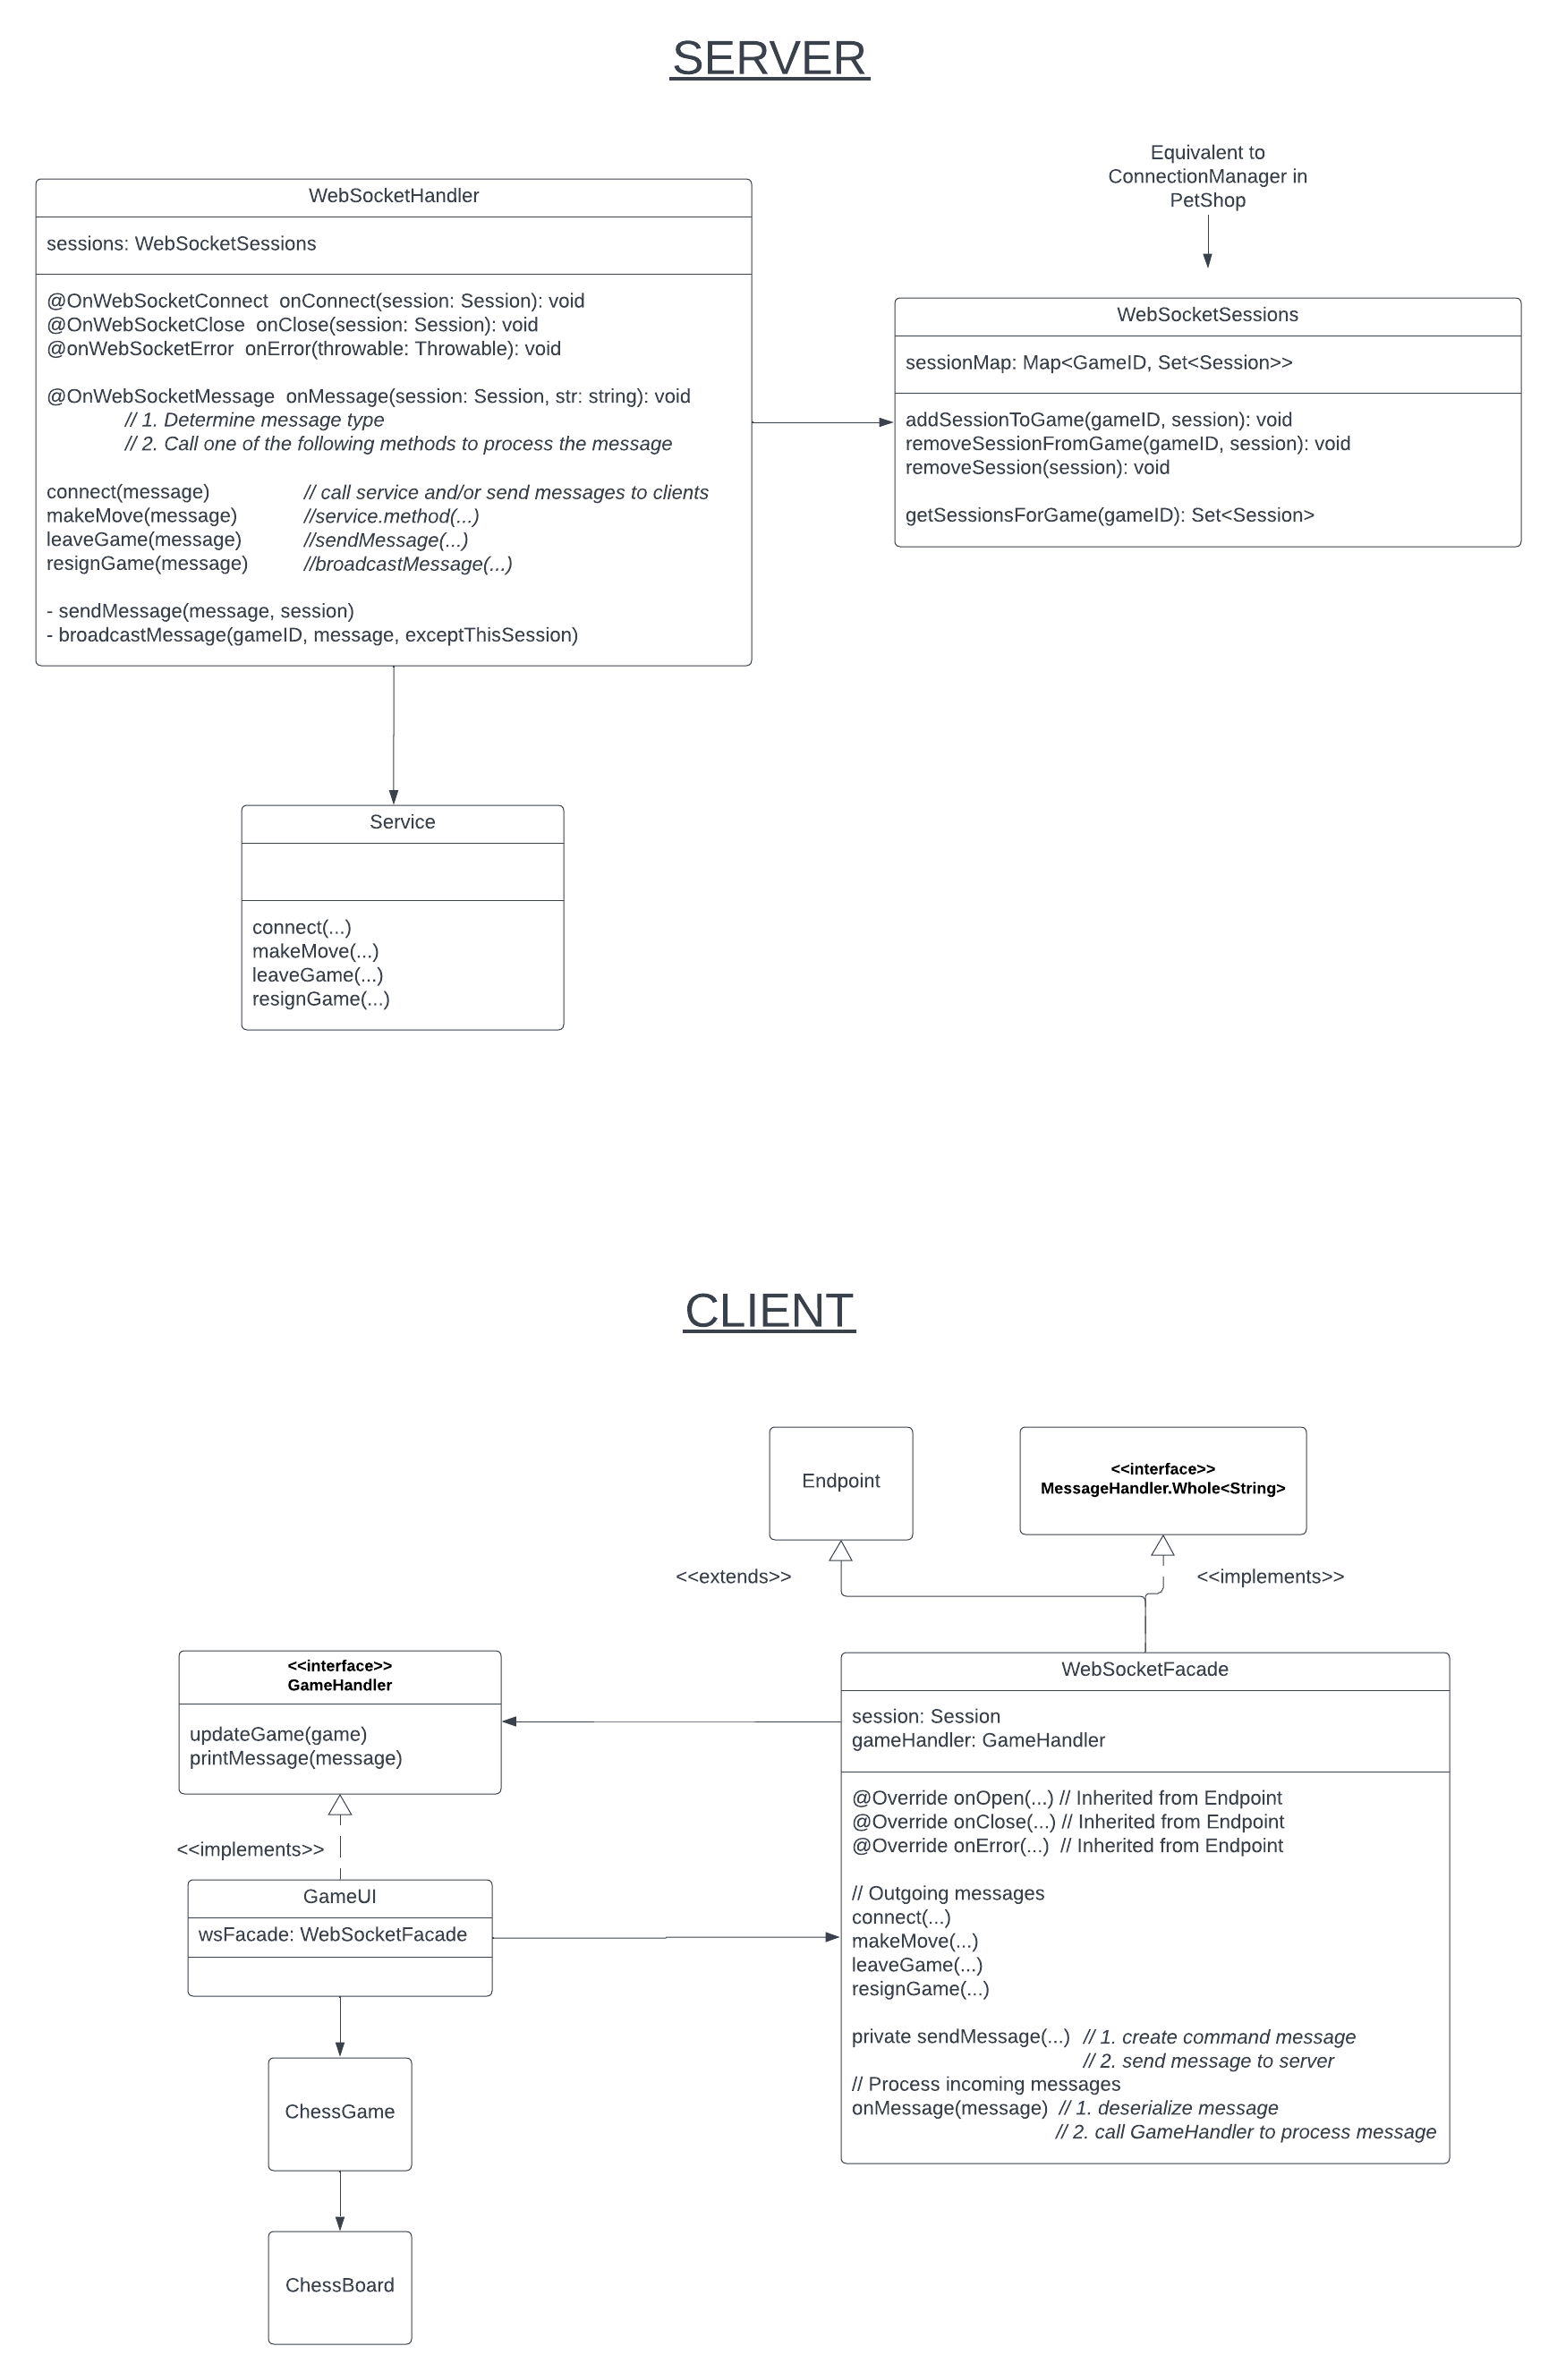 SERVER
Equivalent to
ConnectionManager in
PetShop
WebSocketHandler
sessions: WebSocketSessions
@OnWebSocketConnect  onConnect(session: Session): void
@OnWebSocketClose  onClose(session: Session): void
@onWebSocketError  onError(throwable: Throwable): void
@OnWebSocketMessage  onMessage(session: Session, str: string): void
// 1. Determine message type
// 2. Call one of the following methods to process the message
connect(message) // call service and/or send messages to clients
makeMove(message) //service.method(...)
leaveGame(message) //sendMessage(...)
resignGame(message) //broadcastMessage(...)
- sendMessage(message, session)
- broadcastMessage(gameID, message, exceptThisSession)
WebSocketSessions
sessionMap: Map<GameID, Set<Session>>
addSessionToGame(gameID, session): void
removeSessionFromGame(gameID, session): void
removeSession(session): void
getSessionsForGame(gameID): Set<Session>
Service
connect(...)
makeMove(...)
leaveGame(...)
resignGame(...)
CLIENT
Endpoint
<<interface>>
MessageHandler.Whole<String>
<<extends>>
<<implements>>
<<interface>>
GameHandler
updateGame(game)
printMessage(message)
<<implements>>
GameUI
wsFacade: WebSocketFacade
ChessGame
ChessBoard
WebSocketFacade
session: Session
gameHandler: GameHandler
@Override onOpen(...) // Inherited from Endpoint
@Override onClose(...) // Inherited from Endpoint
@Override onError(...)  // Inherited from Endpoint
// Outgoing messages
connect(...)
makeMove(...)
leaveGame(...)
resignGame(...)
private sendMessage(...)  // 1. create command message
// 2. send message to server
// Process incoming messages
onMessage(message)  // 1. deserialize message
// 2. call GameHandler to process message